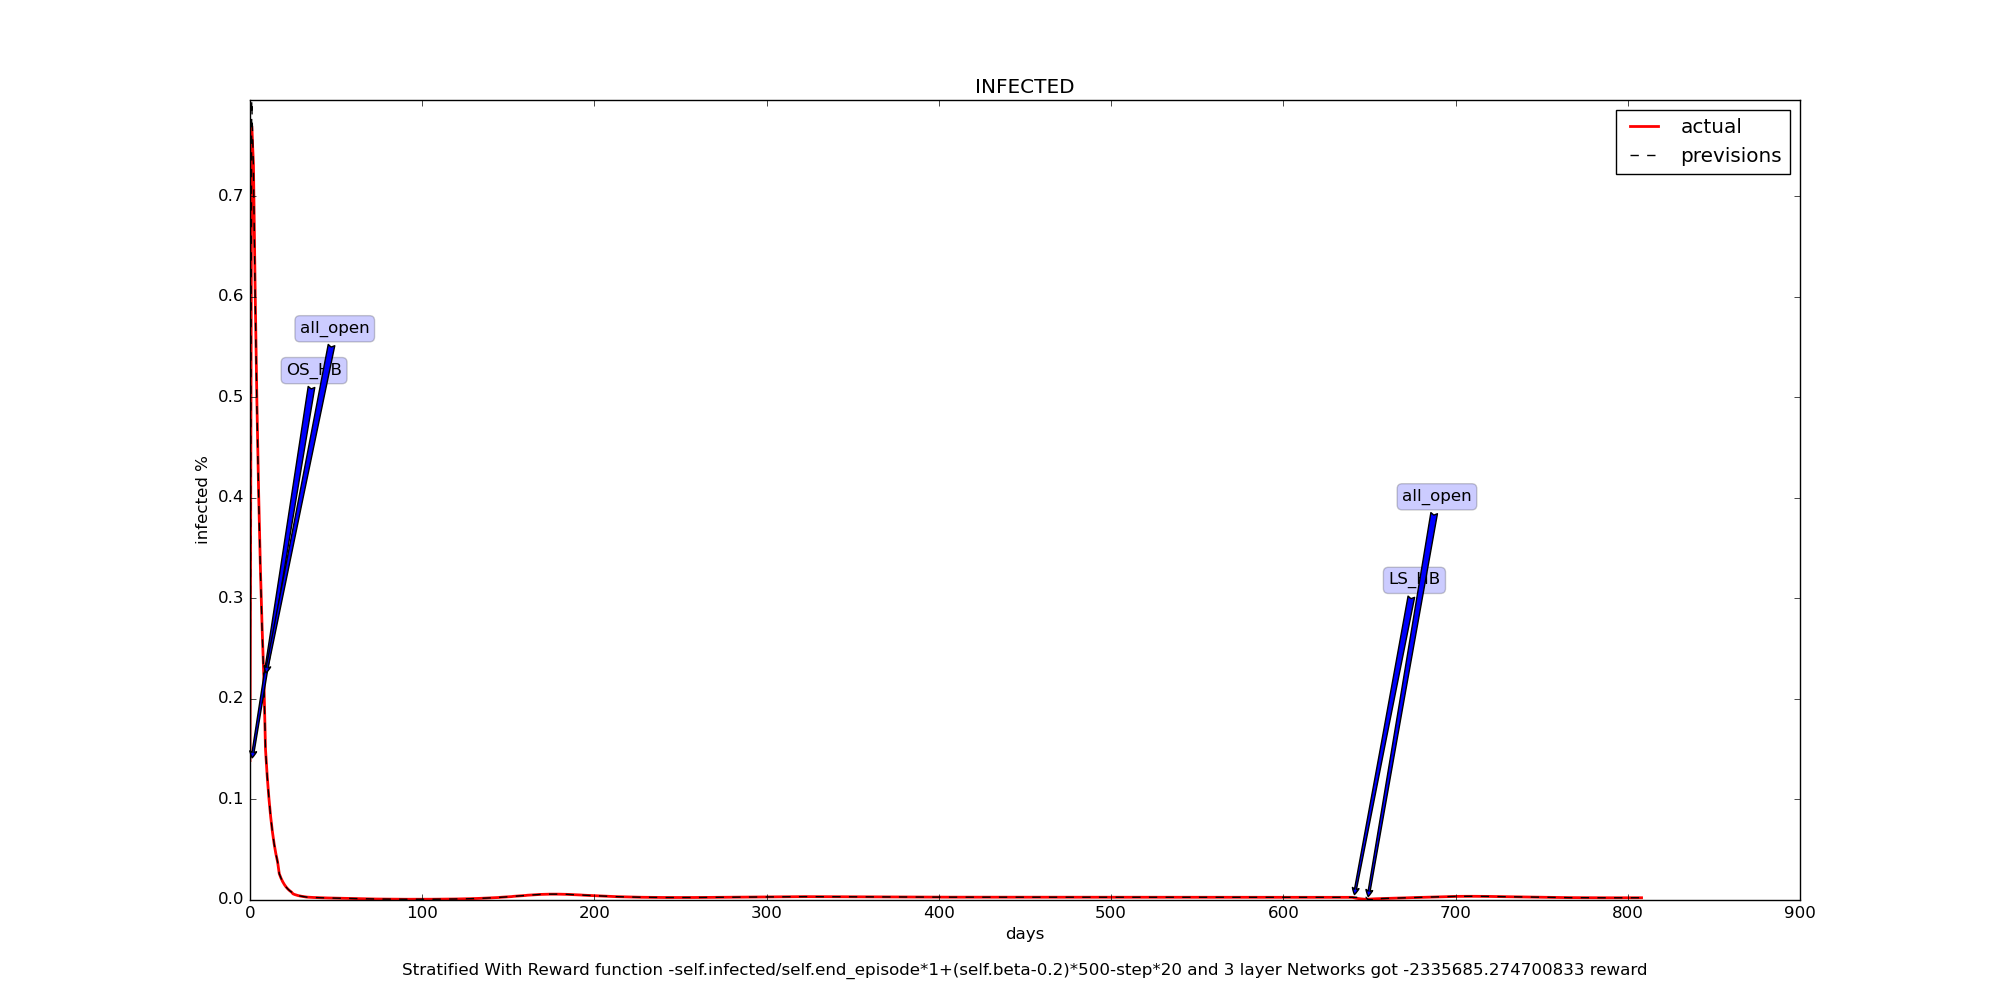 INFECTED
actual
previsions
0.7
0.6
0.5
0.4
0.3
0.2
0.1
0.0
infected %
all_open
all_open
0
100
200
300
400
500
600
700
800
900
days
Stratified With Reward function -self.infected/self.end_episode*1+(self.beta-0.2)*500-step*20 and 3 layer Networks got -2335685.274700833 reward